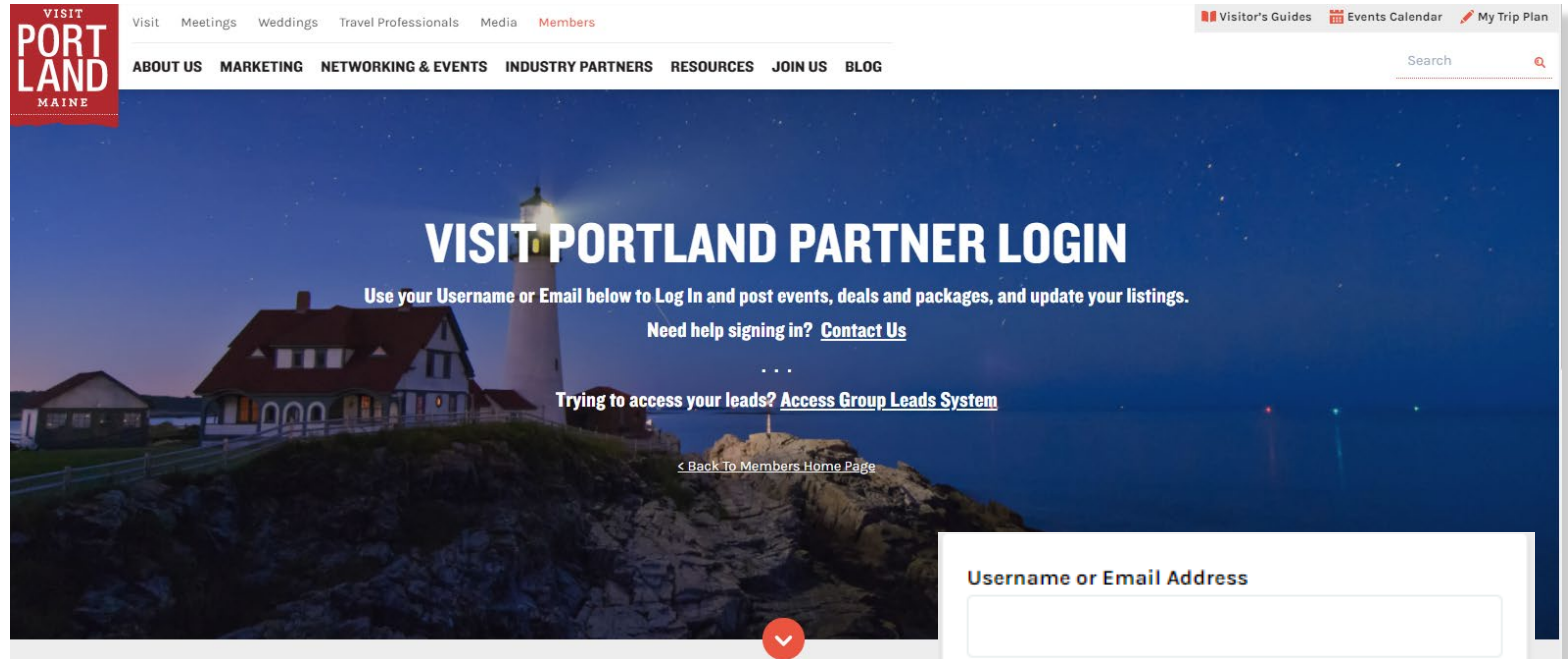 VISIT
PORT
LAND
MAINE
Visit Meetings Weddings Travel Professionals Media Members
Visitor's Guides Events Calendar My Trip Plan
ABOUT US MARKETING NETWORKING & EVENTS INDUSTRY PARTNERS RESOURCES JOIN US BLOG
Search
VISIT PORTLAND PARTNER LOGIN
Use your Username or Email below to Log In and post events, deals and packages, and update your listings.
Need help signing in? Contact Us
. . .
Trying to access your leads? Access Group Leads System
< Back To Members Home Page
Username or Email Address